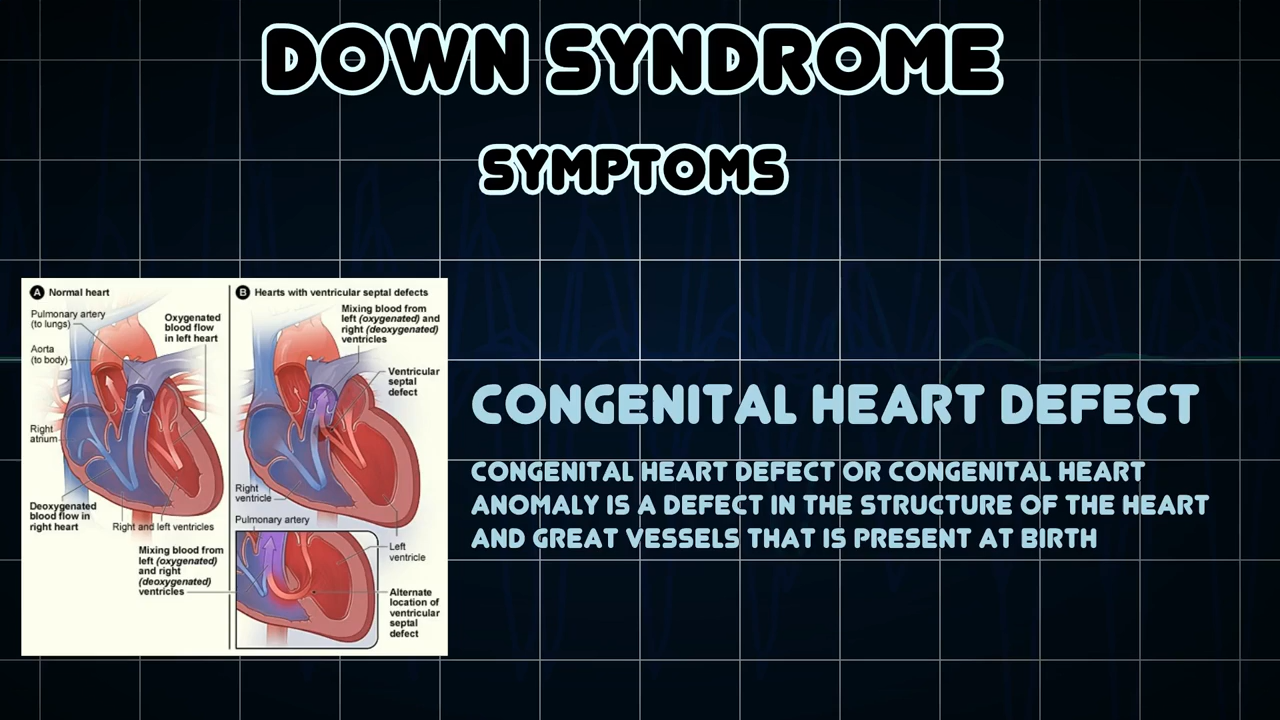 DOWN SYNDROME
SYMPTOMS
A Normal heart
Pulmonary artery
(to lungs)
Oxygenated
blood flow
in left heart
Aorta
(to body)
Right
atrium
Deoxygenated
blood flow in
right heart
Right and left ventricles
Mixing blood from
left (oxygenated)
and right
(deoxygenated)
ventricles
B Hearts with ventricular septal defects
Mixing blood from
left (oxygenated) and
right (deoxygenated)
ventricles
Ventricular
septal
defect
Right
ventricle
Pulmonary artery
Left
ventricle
Alternate
location of
ventricular
septal
defect
CONGENITAL HEART DEFECT
CONGENITAL HEART DEFECT OR CONGENITAL HEART
ANOMALY IS A DEFECT IN THE STRUCTURE OF THE HEART
AND GREAT VESSELS THAT IS PRESENT AT BIRTH